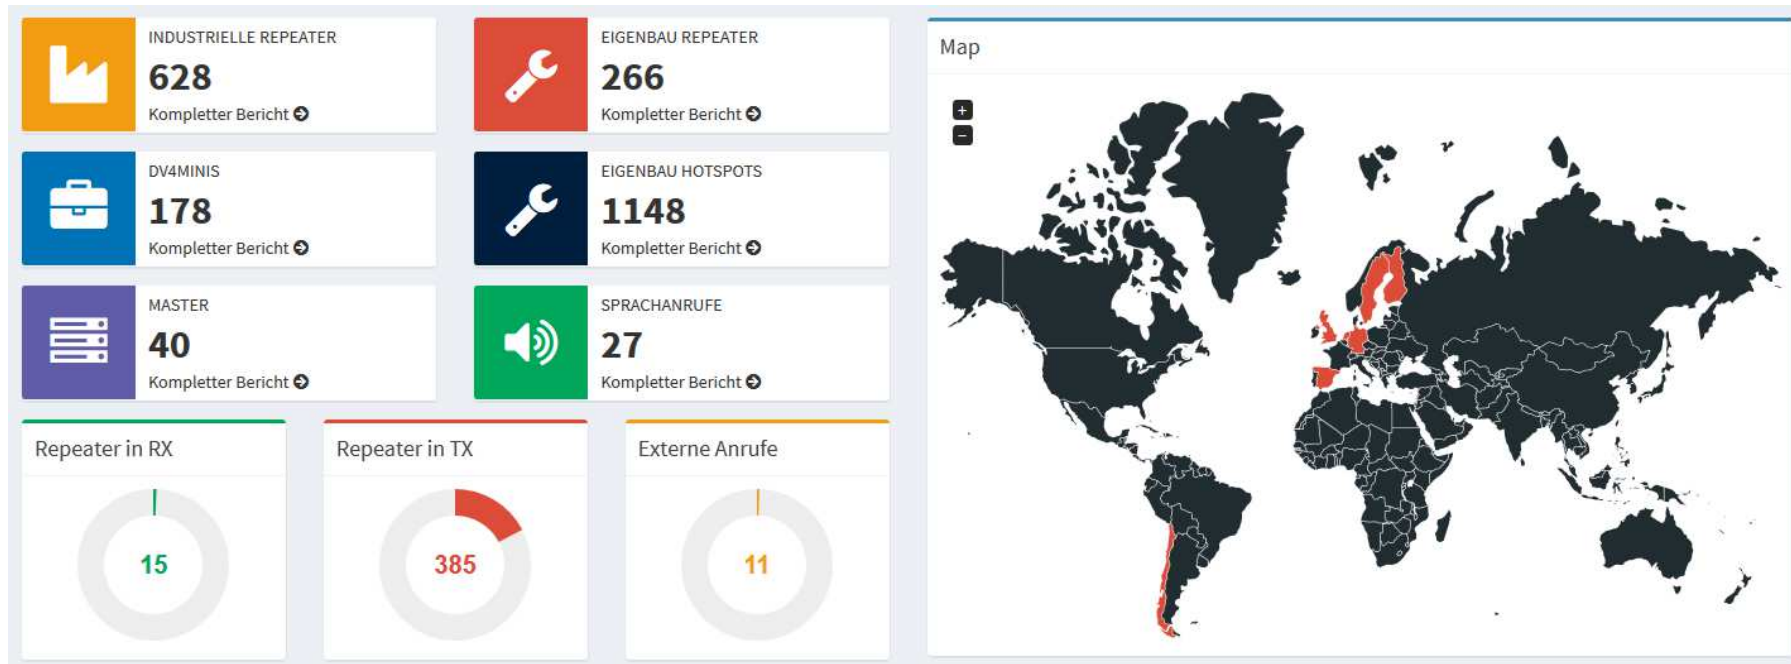 INDUSTRIELLE REPEATER
628
Kompletter Bericht
EIGENBAU REPEATER
266
Kompletter Bericht
DV4MINIS
178
Kompletter Bericht
EIGENBAU HOTSPOTS
1148
Kompletter Bericht
MASTER
40
Kompletter Bericht
SPRACHANRUFE
27
Kompletter Bericht
Repeater in RX
15
Repeater in TX
385
Externe Anrufe
11
Map
+
−